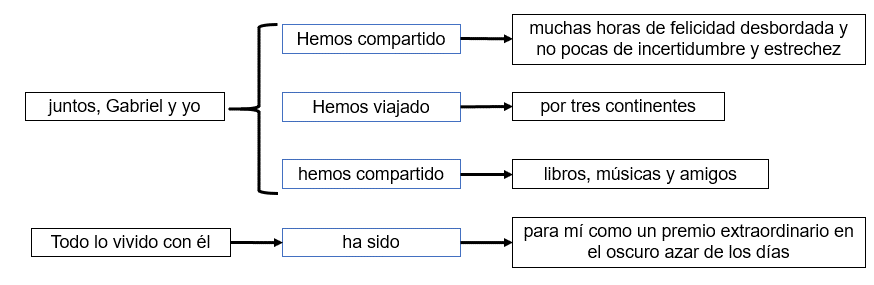 juntos, Gabriel y yo
Hemos compartido
muchas horas de felicidad desbordada y
no pocas de incertidumbre y estrechez
Hemos viajado
por tres continentes
hemos compartido
libros, músicas y amigos
Todo lo vivido con él
ha sido
para mí como un premio extraordinario en
el oscuro azar de los días